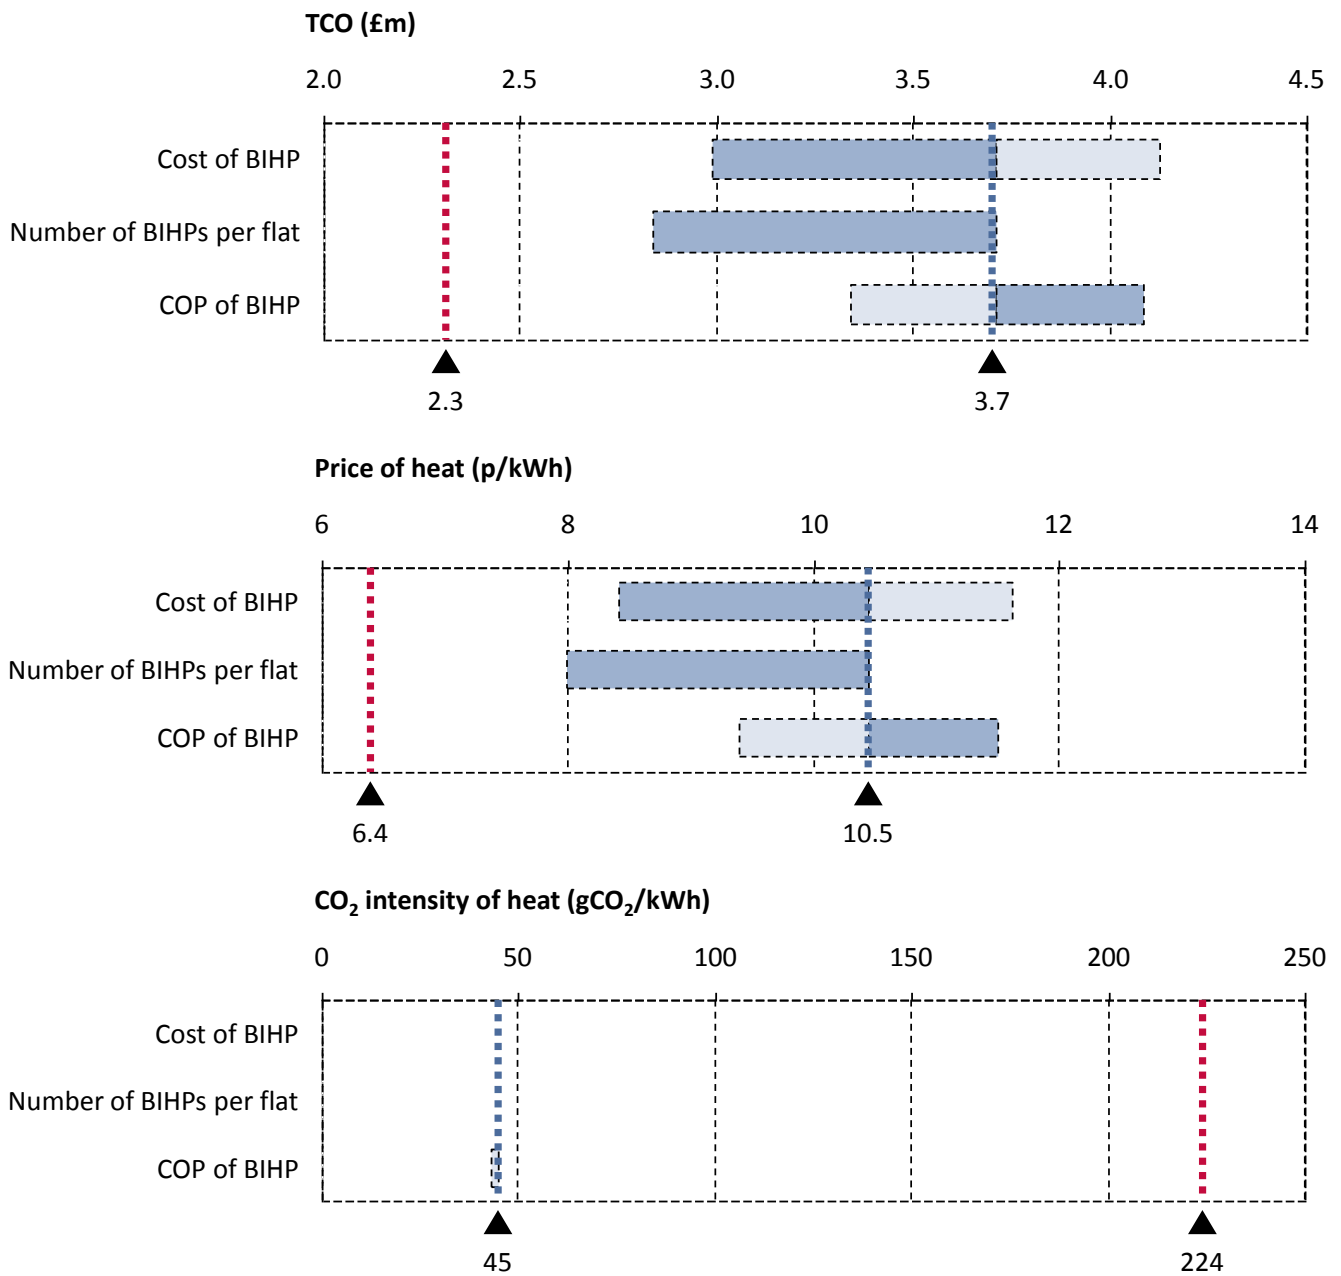 TCO (£m)
2.0 2.5 3.0 3.5 4.0 4.5
Cost of BIHP
Number of BIHPs per flat
COP of BIHP
2.3 3.7
Price of heat (p/kWh)
6 8 10 12 14
Cost of BIHP
Number of BIHPs per flat
COP of BIHP
6.4 10.5
CO₂ intensity of heat (gCO₂/kWh)
0 50 100 150 200 250
Cost of BIHP
Number of BIHPs per flat
COP of BIHP
45 224